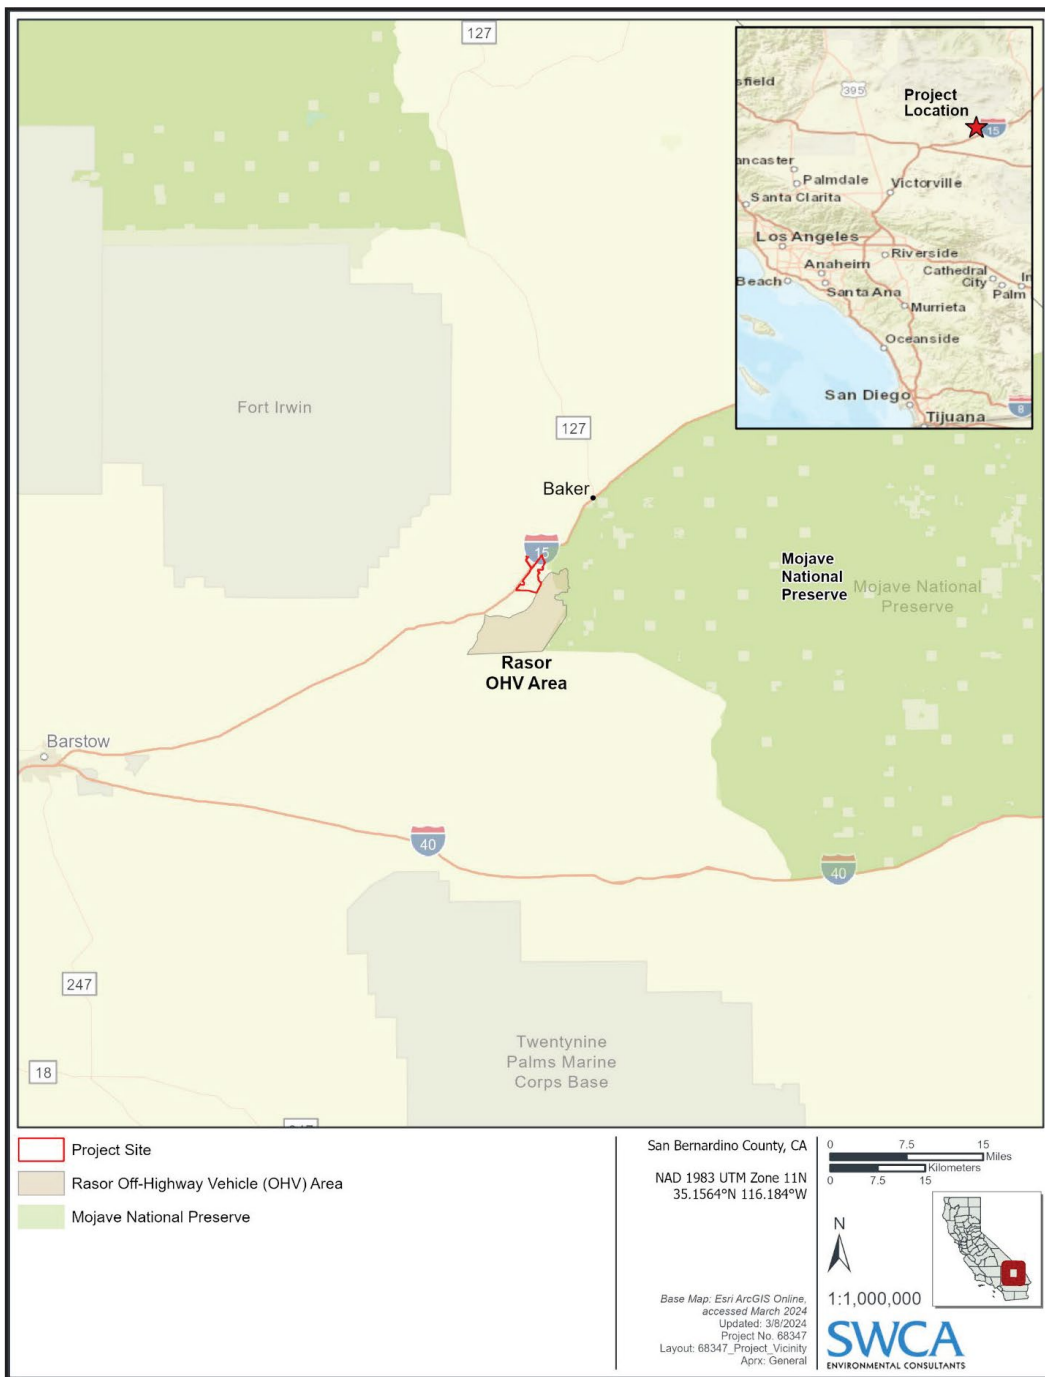 127
sfield
395
Project
Location
15
ancaster
Palmdale
Victorville
Santa Clarita
Los Angeles
Riverside
Anaheim
Cathedral
City
In
Beach
Santa Ana
Palm
Murrieta
Oceanside
San Diego
8
Tijuana
Fort Irwin
127
Baker
15
Mojave
National
Preserve
Mojave National
Preserve
Rasor
OHV Area
Barstow
40
40
247
Twentynine
Palms Marine
Corps Base
18
Project Site
Rasor Off-Highway Vehicle (OHV) Area
Mojave National Preserve
San Bernardino County, CA
NAD 1983 UTM Zone 11N
35.1564°N 116.184°W
Base Map: Esri ArcGIS Online,
accessed March 2024
Updated: 3/8/2024
Project No. 68347
Layout: 68347_Project_Vicinity
Aprx: General
0 7.5 15
Miles
Kilometers
0 7.5 15
N
1:1,000,000
SWCA
ENVIRONMENTAL CONSULTANTS